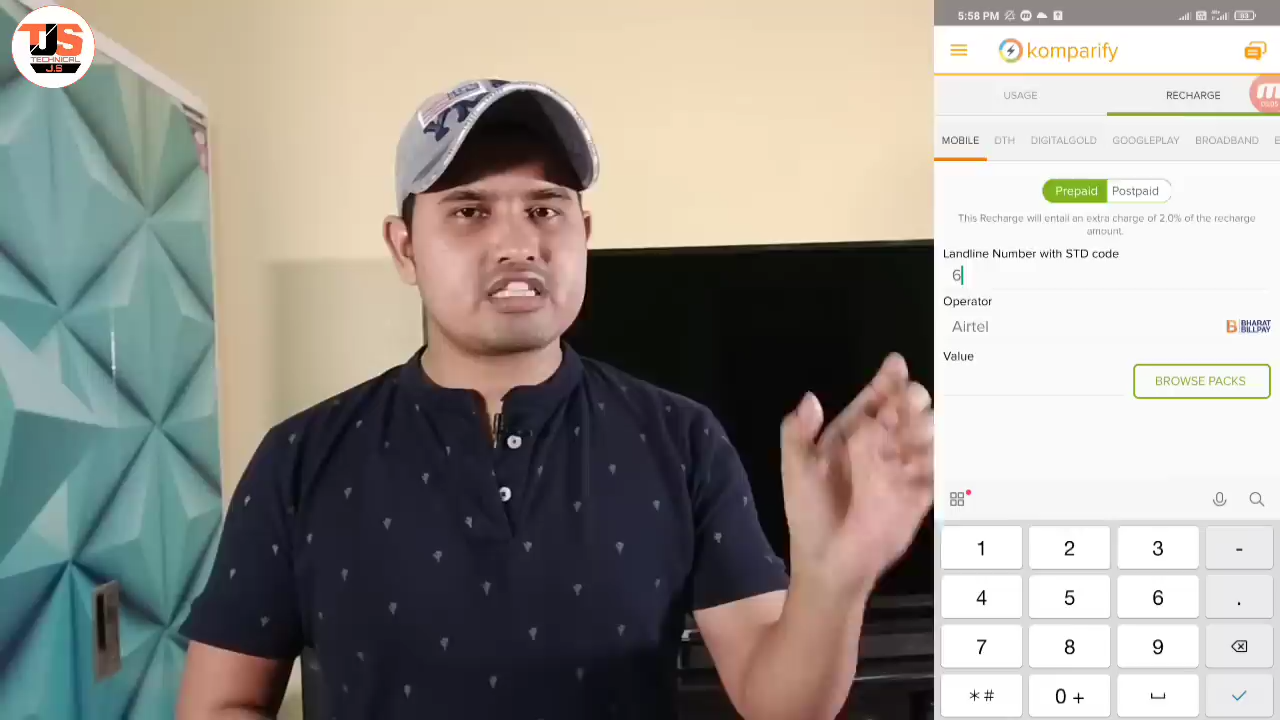 TJS
TECHNICAL
J.S
5:58 PM
komparify
USAGE
RECHARGE
MOBILE
DTH
DIGITALGOLD
GOOGLEPLAY
BROADBAND
E
Prepaid
Postpaid
This Recharge will entail an extra charge of 2.0% of the recharge
amount.
Landline Number with STD code
6
Operator
Airtel
BHARAT
BILLPAY
Value
BROWSE PACKS
1
2
3
-
4
5
6
.
7
8
9
*#
0 +